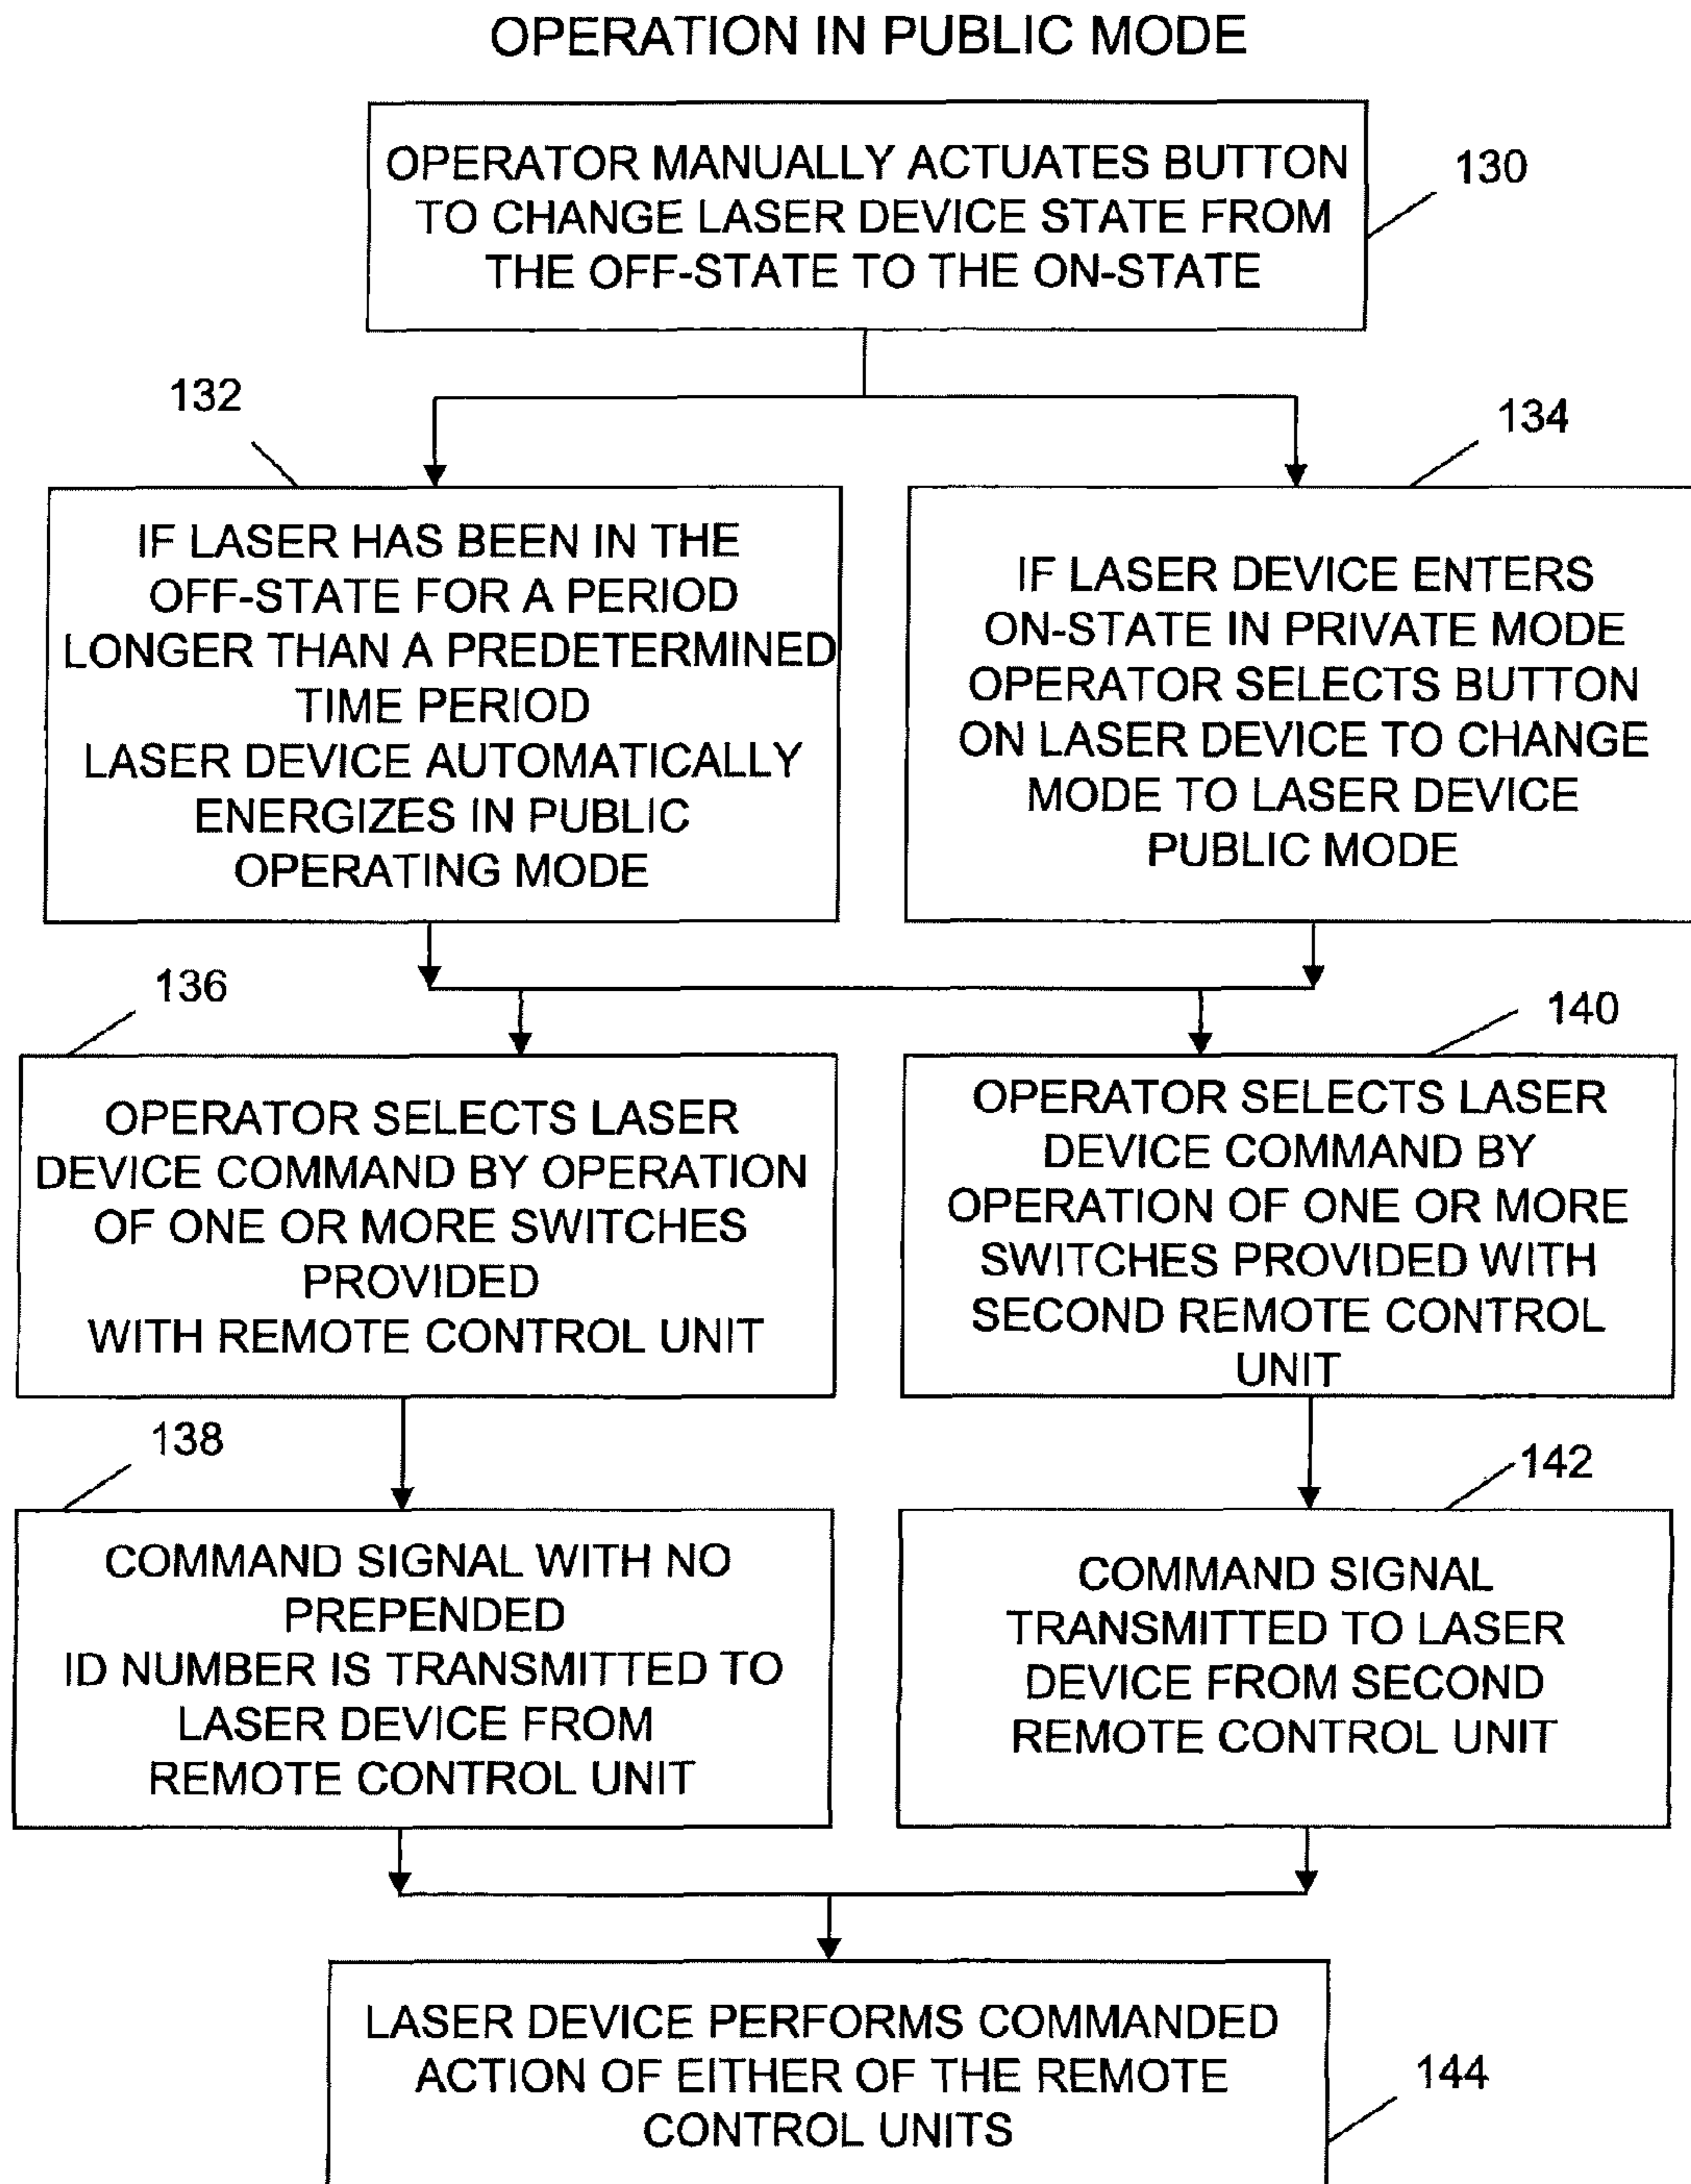 OPERATION IN PUBLIC MODE
OPERATOR MANUALLY ACTUATES BUTTON
TO CHANGE LASER DEVICE STATE FROM
THE OFF-STATE TO THE ON-STATE
130
132
134
IF LASER HAS BEEN IN THE
OFF-STATE FOR A PERIOD
LONGER THAN A PREDETERMINED
TIME PERIOD
LASER DEVICE AUTOMATICALLY
ENERGIZES IN PUBLIC
OPERATING MODE
IF LASER DEVICE ENTERS
ON-STATE IN PRIVATE MODE
OPERATOR SELECTS BUTTON
ON LASER DEVICE TO CHANGE
MODE TO LASER DEVICE
PUBLIC MODE
136
140
OPERATOR SELECTS LASER
DEVICE COMMAND BY OPERATION
OF ONE OR MORE SWITCHES
PROVIDED
WITH REMOTE CONTROL UNIT
OPERATOR SELECTS LASER
DEVICE COMMAND BY
OPERATION OF ONE OR MORE
SWITCHES PROVIDED WITH
SECOND REMOTE CONTROL
UNIT
138
142
COMMAND SIGNAL WITH NO
PREPENDED
ID NUMBER IS TRANSMITTED TO
LASER DEVICE FROM
REMOTE CONTROL UNIT
COMMAND SIGNAL
TRANSMITTED TO LASER
DEVICE FROM SECOND
REMOTE CONTROL UNIT
LASER DEVICE PERFORMS COMMANDED
ACTION OF EITHER OF THE REMOTE
CONTROL UNITS
144